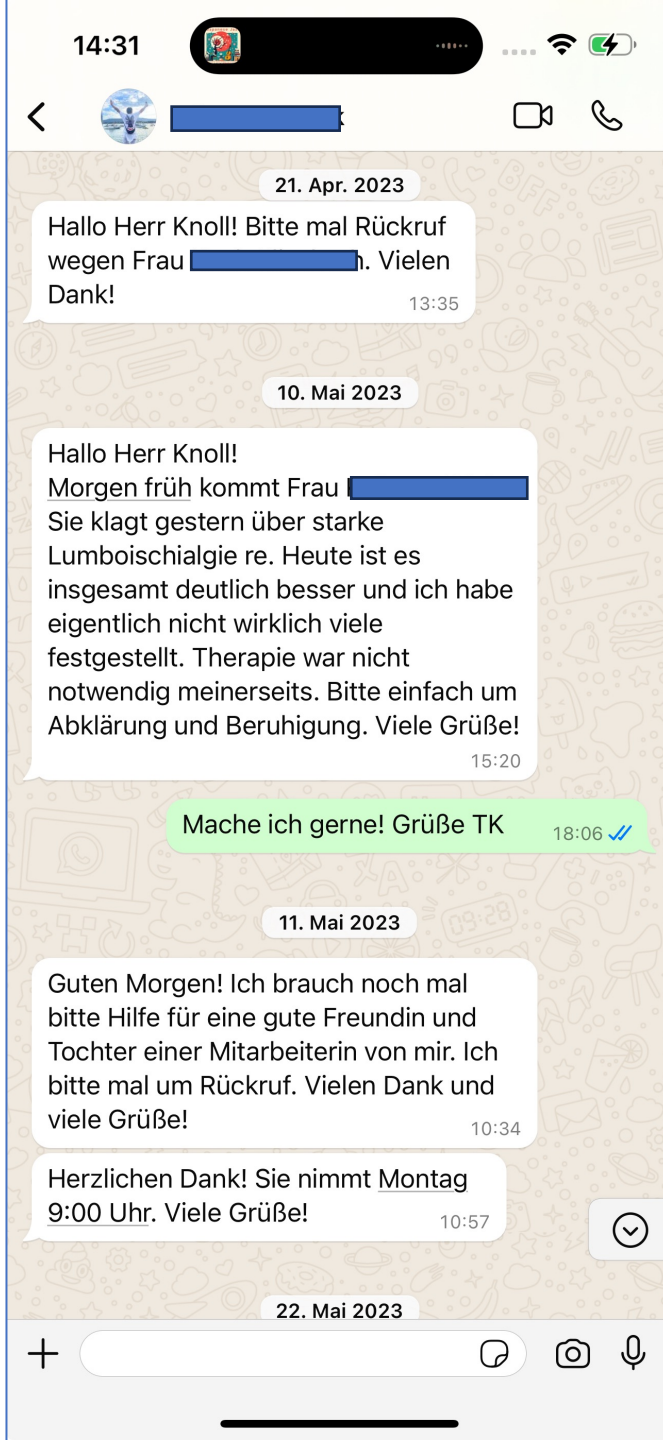 14:31
21. Apr. 2023
Hallo Herr Knoll! Bitte mal Rückruf
wegen Frau . Vielen
Dank!
13:35
10. Mai 2023
Hallo Herr Knoll!
Morgen früh kommt Frau
Sie klagt gestern über starke
Lumboischialgie re. Heute ist es
insgesamt deutlich besser und ich habe
eigentlich nicht wirklich viele
festgestellt. Therapie war nicht
notwendig meinerseits. Bitte einfach um
Abklärung und Beruhigung. Viele Grüße!
15:20
Mache ich gerne! Grüße TK
18:06
11. Mai 2023
Guten Morgen! Ich brauch noch mal
bitte Hilfe für eine gute Freundin und
Tochter einer Mitarbeiterin von mir. Ich
bitte mal um Rückruf. Vielen Dank und
viele Grüße!
10:34
Herzlichen Dank! Sie nimmt Montag
9:00 Uhr. Viele Grüße!
10:57
22. Mai 2023